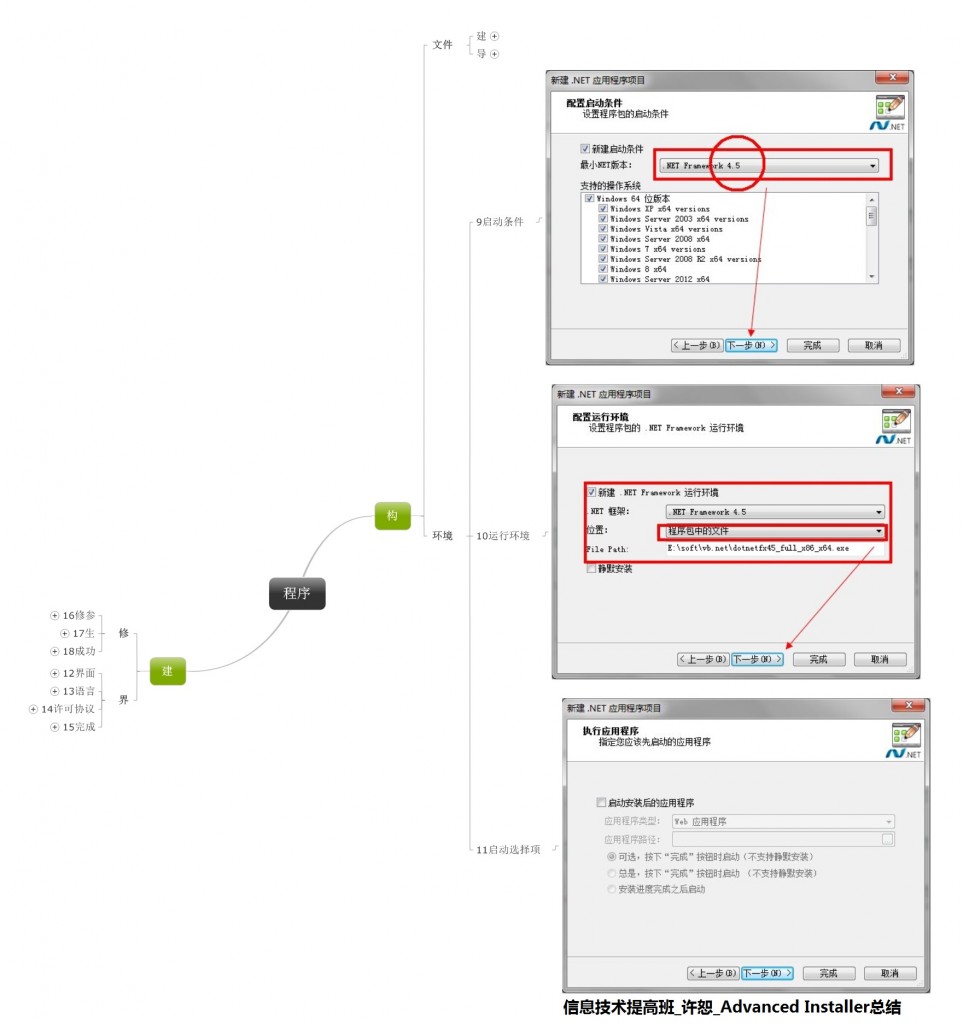 文件
建
导
程序
构
环境
9启动条件
新建 .NET 应用程序项目
配置启动条件
设置程序包的启动条件
.NET
新建启动条件
最小NET版本:
.NET Framework 4.5
支持的操作系统
Windows 64 位版本
Windows XP x64 versions
Windows Server 2003 x64 versions
Windows Vista x64 versions
Windows Server 2008 x64
Windows 7 x64 versions
Windows Server 2008 R2 x64 versions
Windows 8 x64
Windows Server 2012 x64
< 上一步(B) 下一步(N) > 完成 取消
10运行环境
新建 .NET 应用程序项目
配置运行环境
设置程序包的 .NET Framework 运行环境
.NET
新建 .NET Framework 运行环境
.NET 框架:
.NET Framework 4.5
位置:
程序包中的文件
File Path:
E:\soft\vb.net\dotnetfx45_full_x86_x64.exe
静默安装
< 上一步(B) 下一步(N) > 完成 取消
11启动选择项
新建 .NET 应用程序项目
执行应用程序
指定您应该先启动的应用程序
.NET
启动安装后的应用程序
应用程序类型:
Web 应用程序
应用程序路径:
可选，按下“完成”按钮时启动（不支持静默安装）
总是，按下“完成”按钮时启动 （不支持静默安装）
安装进度完成之后启动
< 上一步(B) 下一步(N) > 完成 取消
建
修
16修参
17生
18成功
界
12界面
13语言
14许可协议
15完成
信息技术提高班_许恕_Advanced Installer总结